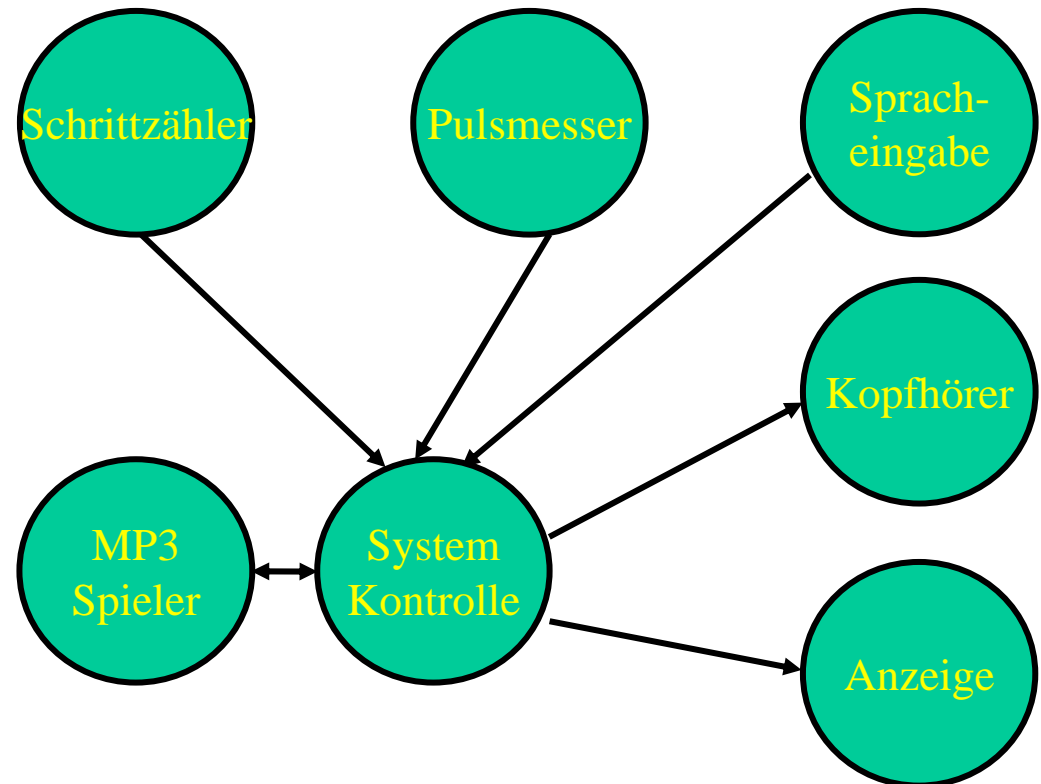 Schrittzähler
Pulsmesser
Sprach-
eingabe
Kopfhörer
MP3
Spieler
System
Kontrolle
Anzeige